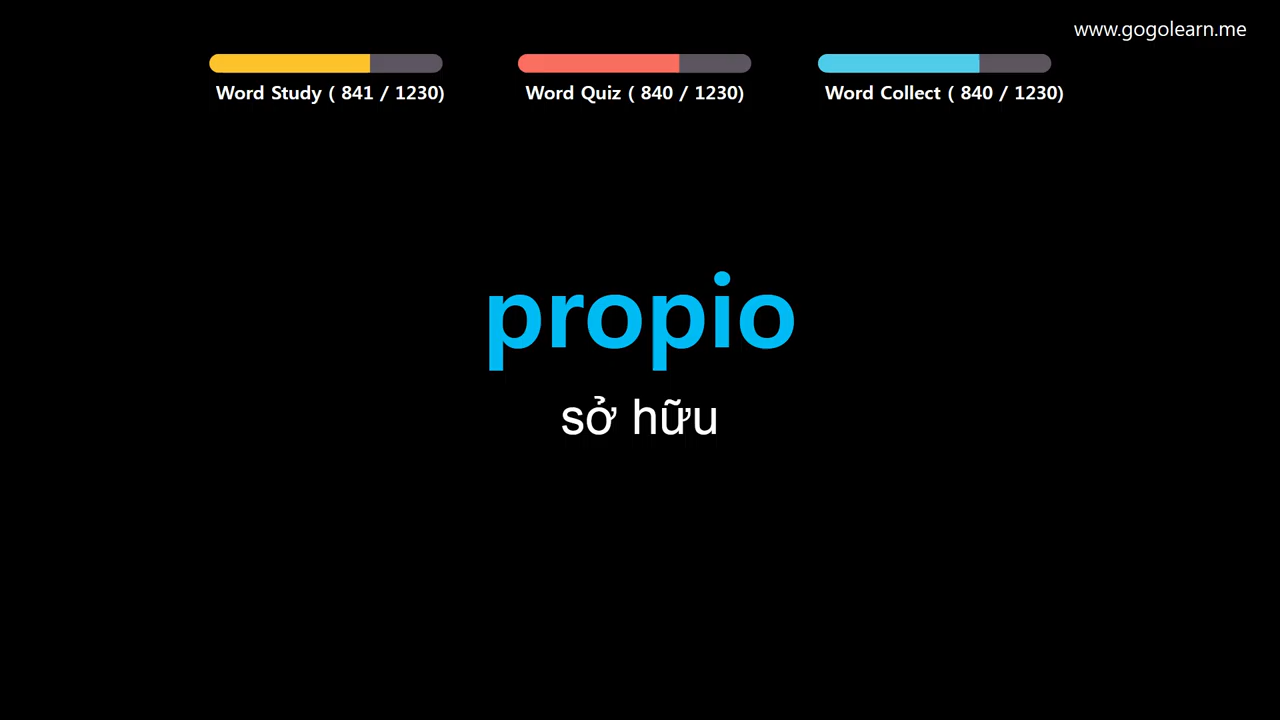 www.gogolearn.me
Word Study ( 841 / 1230)
Word Quiz ( 840 / 1230)
Word Collect ( 840 / 1230)
propio
sở hữu